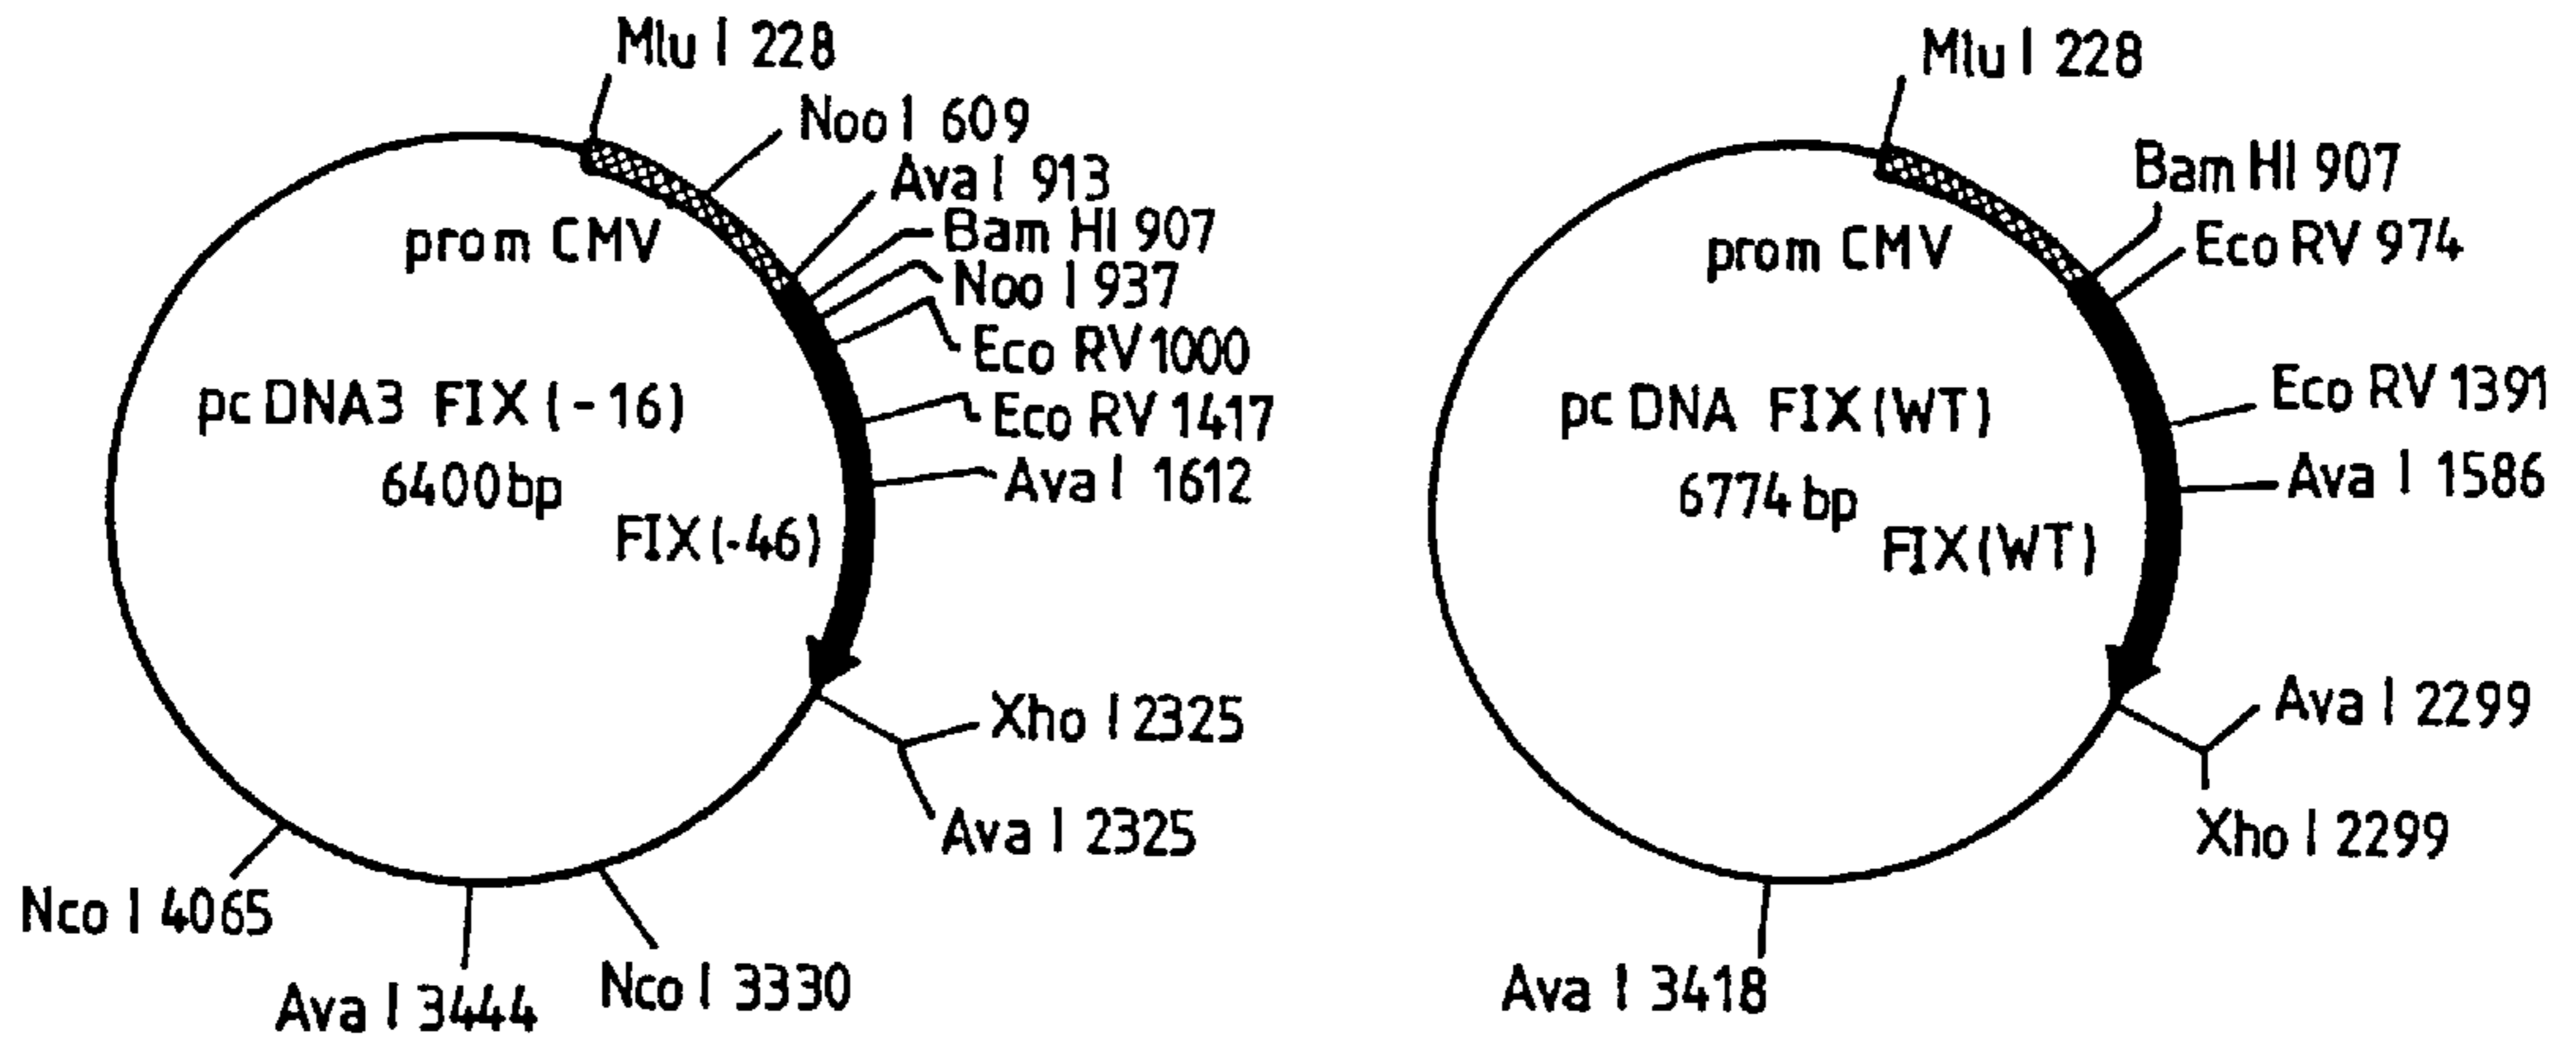 Mlu I 228
Noo I 609
Ava I 913
Bam HI 907
Noo I 937
Eco RV 1000
Eco RV 1417
Ava I 1612
prom CMV
pc DNA3 FIX (-16)
6400 bp
FIX (-46)
Xho I 2325
Ava I 2325
Nco I 3330
Ava I 3444
Nco I 4065
Mlu I 228
Bam HI 907
Eco RV 974
Eco RV 1391
Ava I 1586
prom CMV
pc DNA FIX (WT)
6774 bp
FIX (WT)
Ava I 2299
Xho I 2299
Ava I 3418